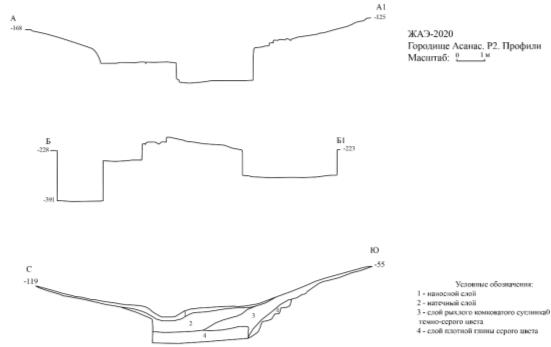 А
-168
А1
-125
ЖАЭ-2020
Городище Асанас. Р2. Профили
Масштаб: 0 1 м
Б
-228
Б1
-223
-391
С
-119
Ю
-55
2
3
4
Условные обозначения:
1 - наносной слой
2 - натечный слой
3 - слой рыхлого комковатого суглинка0
темно-серого цвета
4 - слой плотной глины серого цвета